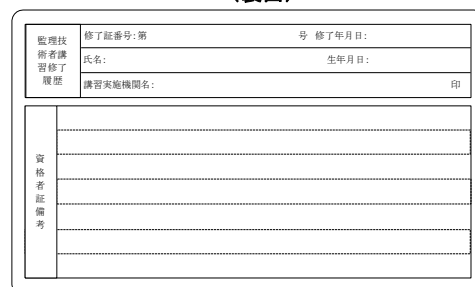 監理技術者講習修了履歴
修了証番号:第 号 修了年月日:
氏名: 生年月日:
講習実施機関名: 印
資格者証備考